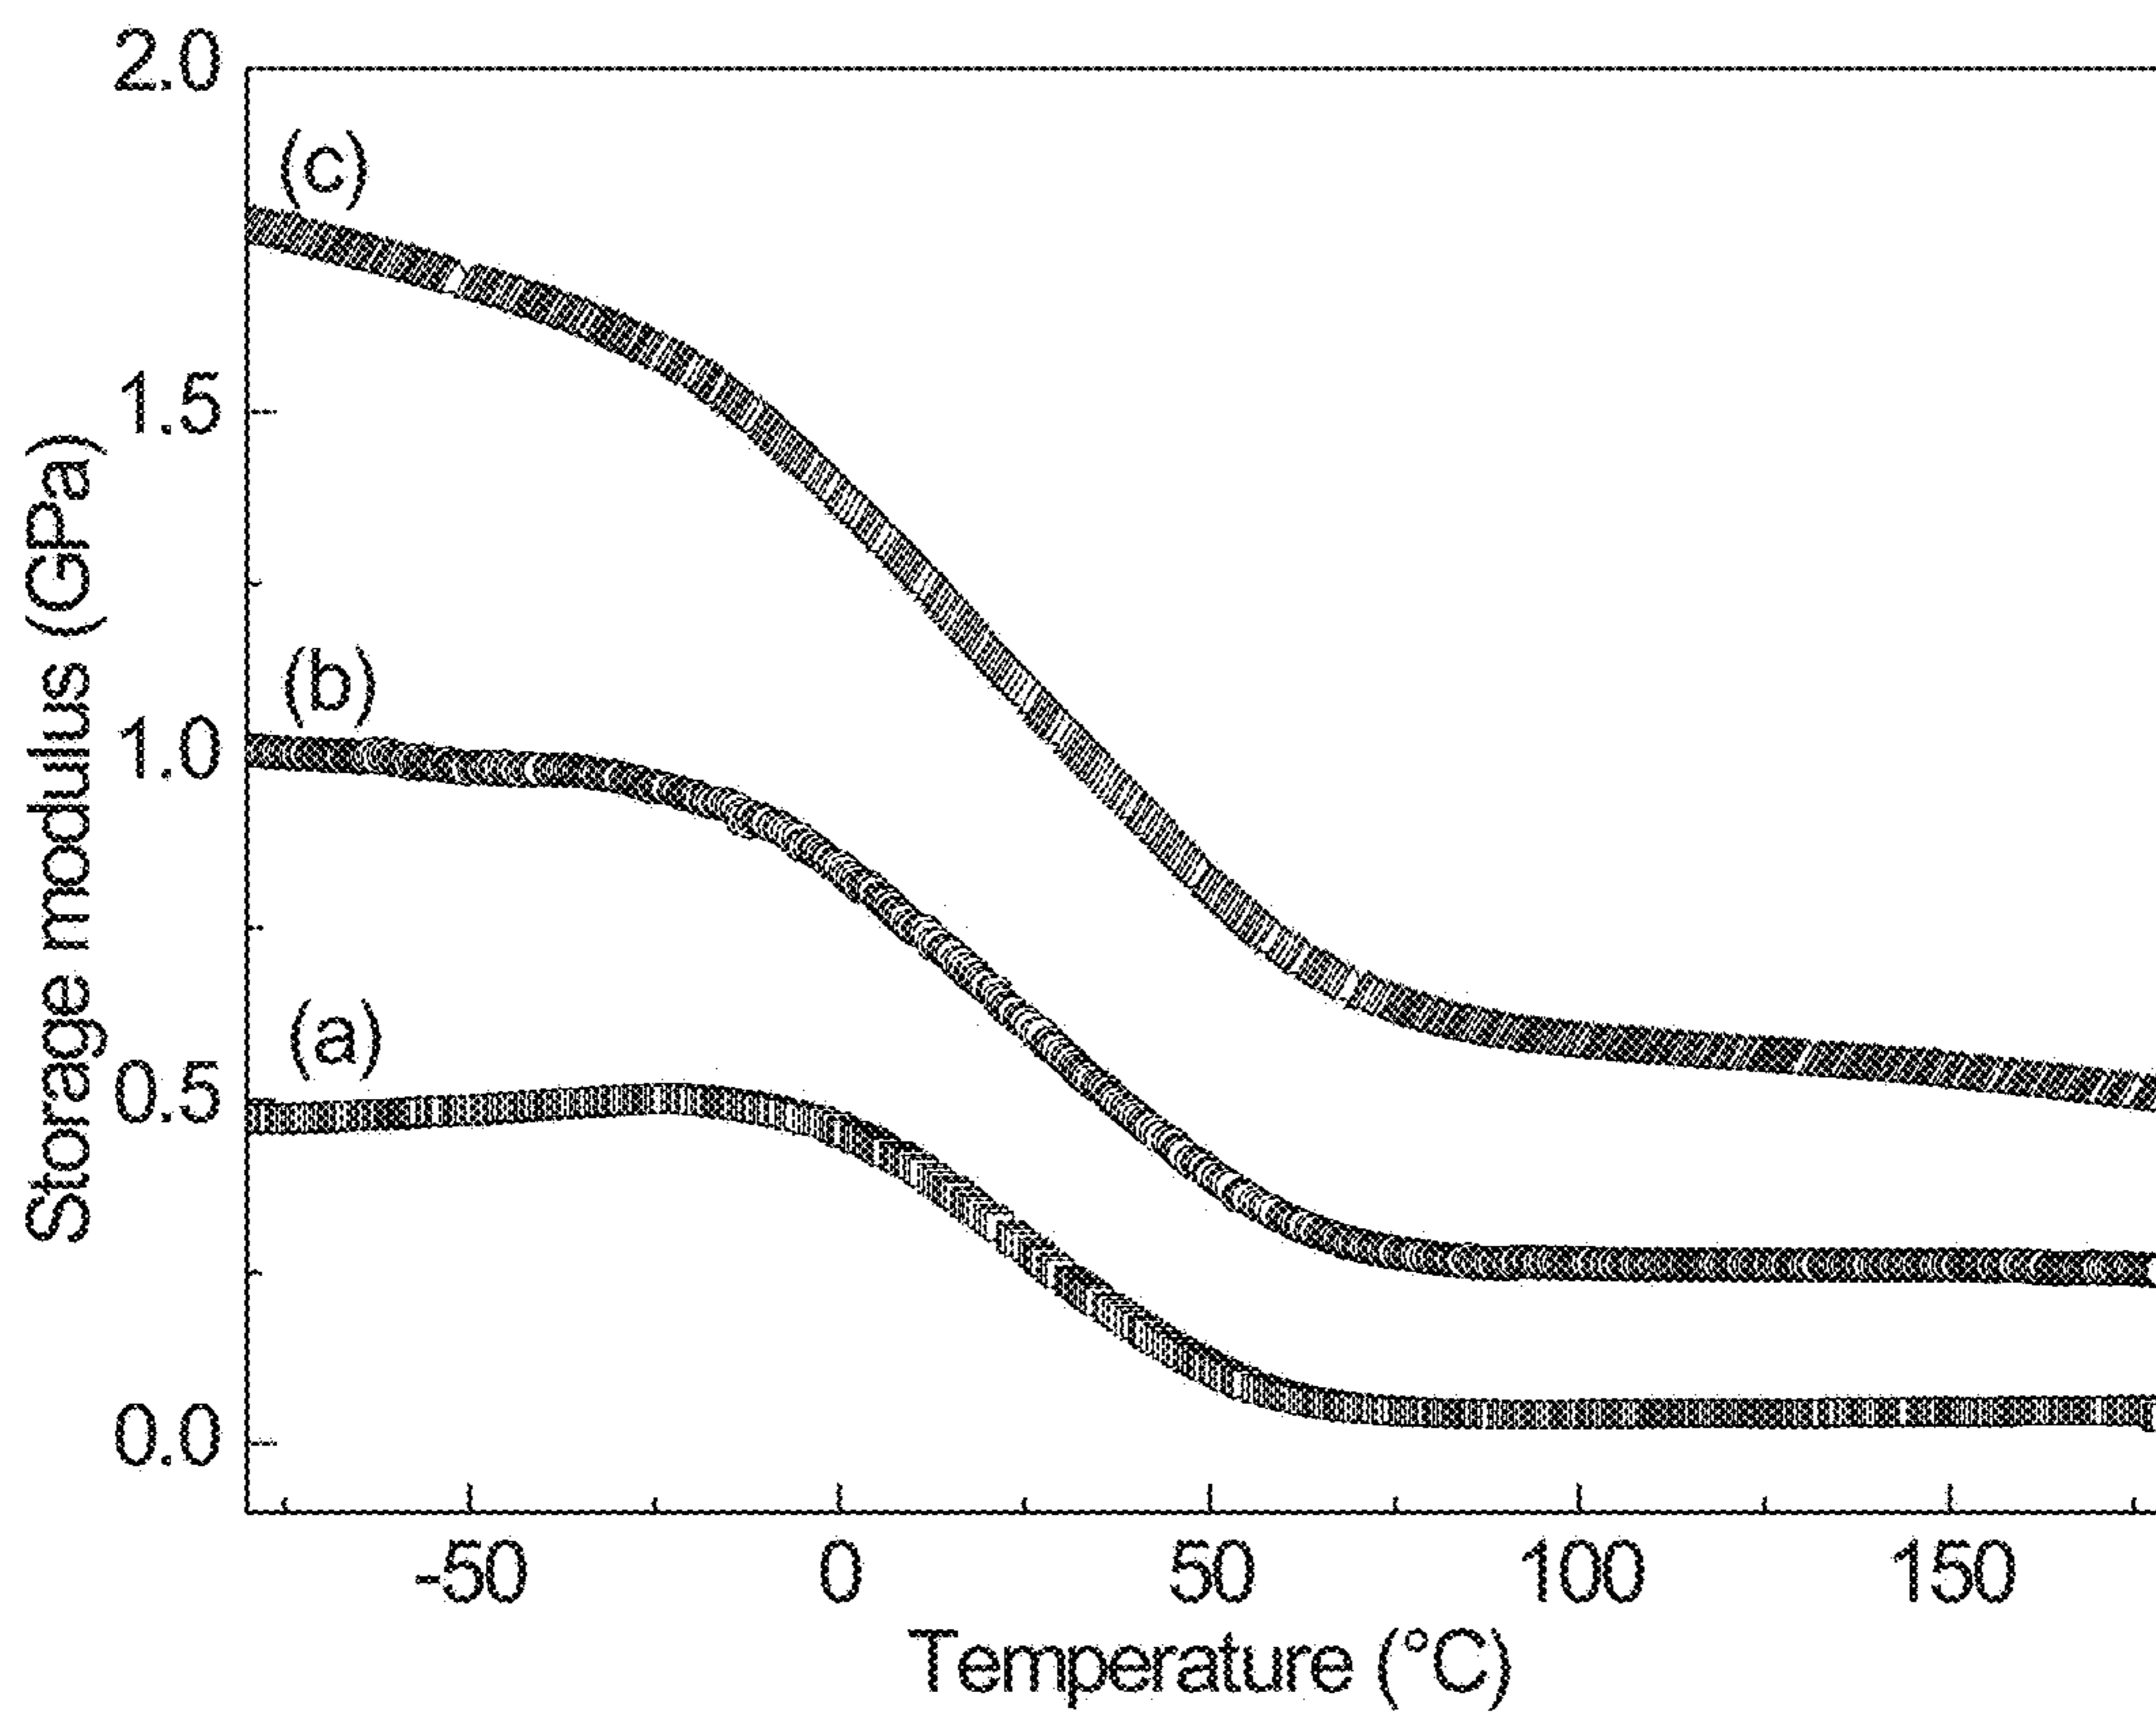 2.0
(c)
1.5
Storage modulus (GPa)
(b)
1.0
(a)
0.5
0.0
-50 0 50 100 150
Temperature (°C)